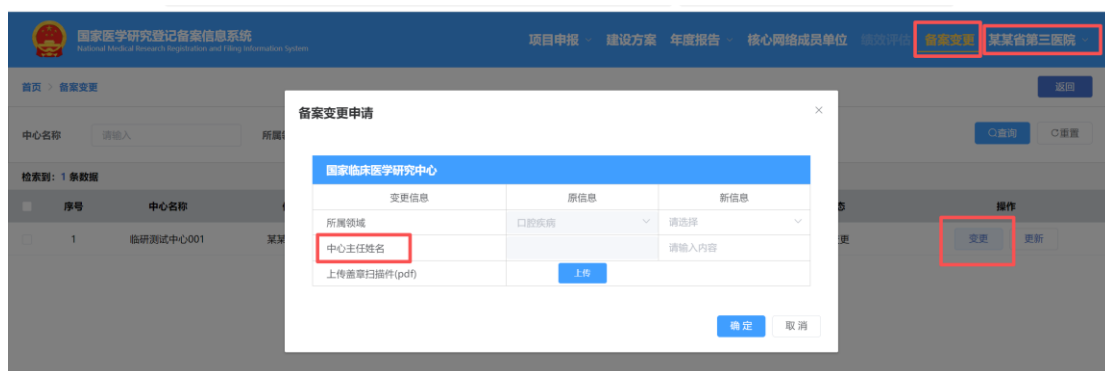 国家医学研究登记备案信息系统
National Medical Research Registration and Filing Information System
项目申报 建设方案 年度报告 核心网络成员单位 绩效评估 备案变更 某某省第三医院
首页 > 备案变更 返回
备案变更申请 ×
中心名称 请输入 所属 查询 重置
检索到：1 条数据
国家临床医学研究中心
变更信息 原信息 新信息
序号 中心名称 态 操作
所属领域 口腔疾病 请选择
1 临研测试中心001 某某 更 变更 更新
中心主任姓名 请输入内容
上传盖章扫描件(pdf) 上传
确定 取消